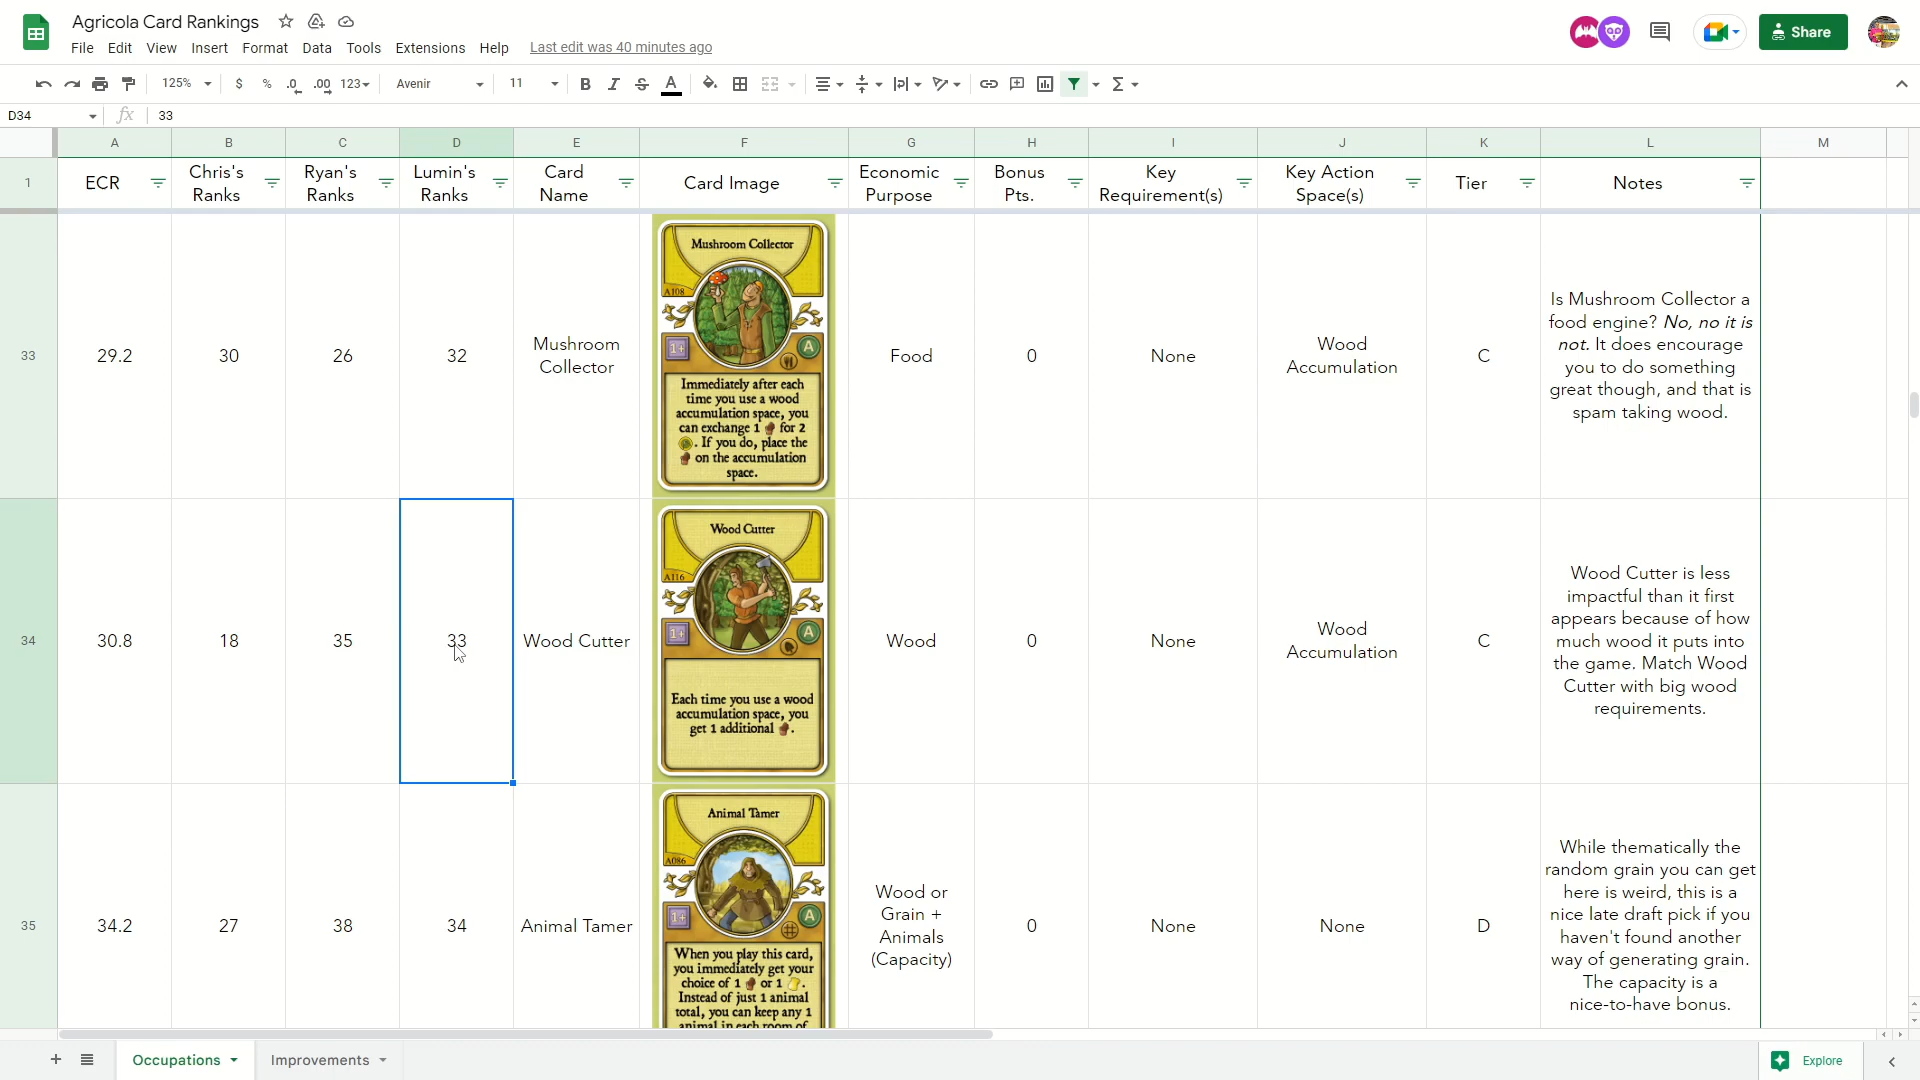 Agricola Card Rankings
File Edit View Insert Format Data Tools Extensions Help Last edit was 40 minutes ago
Share
125% $ % .0 .00 123 Avenir 11 B I S A
D34 fx 33
A B C D E F G H I J K L M
1 ECR Chris's Ranks Ryan's Ranks Lumin's Ranks Card Name Card Image Economic Purpose Bonus Pts. Key Requirement(s) Key Action Space(s) Tier Notes
33 29.2 30 26 32 Mushroom Collector
Mushroom Collector
A108
1+ A
Immediately after each
time you use a wood
accumulation space, you
can exchange 1 for 2
. If you do, place the
on the accumulation
space.
Food 0 None Wood Accumulation C
Is Mushroom Collector a
food engine? No, no it is
not. It does encourage
you to do something
great though, and that is
spam taking wood.
34 30.8 18 35 33 Wood Cutter
Wood Cutter
A116
1+ A
Each time you use a wood
accumulation space, you
get 1 additional .
Wood 0 None Wood Accumulation C
Wood Cutter is less
impactful than it first
appears because of how
much wood it puts into
the game. Match Wood
Cutter with big wood
requirements.
35 34.2 27 38 34 Animal Tamer
Animal Tamer
A086
1+ A
When you play this card,
you immediately get your
choice of 1 or 1 .
Instead of just 1 animal
total, you can keep any 1
animal in each room of
Wood or
Grain +
Animals
(Capacity)
0 None None D
While thematically the
random grain you can get
here is weird, this is a
nice late draft pick if you
haven't found another
way of generating grain.
The capacity is a
nice-to-have bonus.
Occupations Improvements Explore